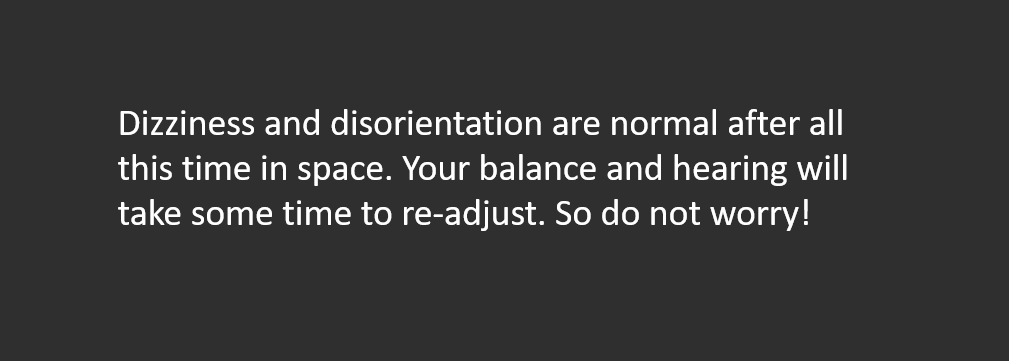 Dizziness and disorientation are normal after all
this time in space. Your balance and hearing will
take some time to re-adjust. So do not worry!